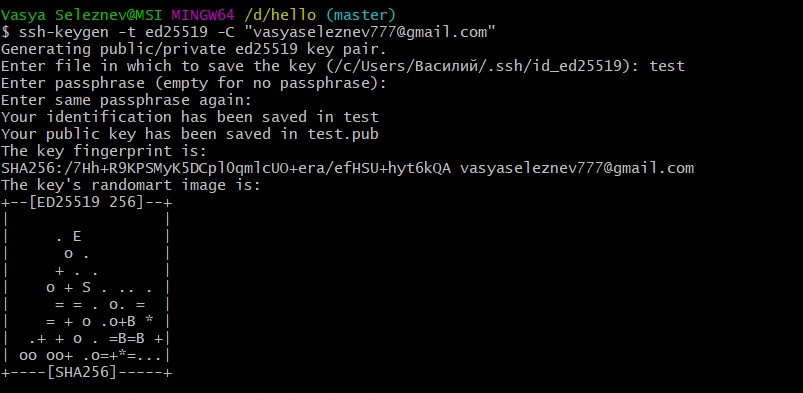 Vasya Seleznev@MSI MINGW64 /d/hello (master)
$ ssh-keygen -t ed25519 -C "vasyaseleznev777@gmail.com"
Generating public/private ed25519 key pair.
Enter file in which to save the key (/c/Users/Василий/.ssh/id_ed25519): test
Enter passphrase (empty for no passphrase):
Enter same passphrase again:
Your identification has been saved in test
Your public key has been saved in test.pub
The key fingerprint is:
SHA256:/7Hh+R9KPSMyK5DCplOqmlcUO+era/efHSU+hyt6kQA vasyaseleznev777@gmail.com
The key's randomart image is:
+--[ED25519 256]--+
|                 |
|     . E         |
|      o .        |
|     + . .       |
|    o + S . .. . |
|     = = . o. =  |
|    = + o .o+B * |
|  .+ + o . =B=B +|
| oo oo+ .o=+*=...|
+----[SHA256]-----+